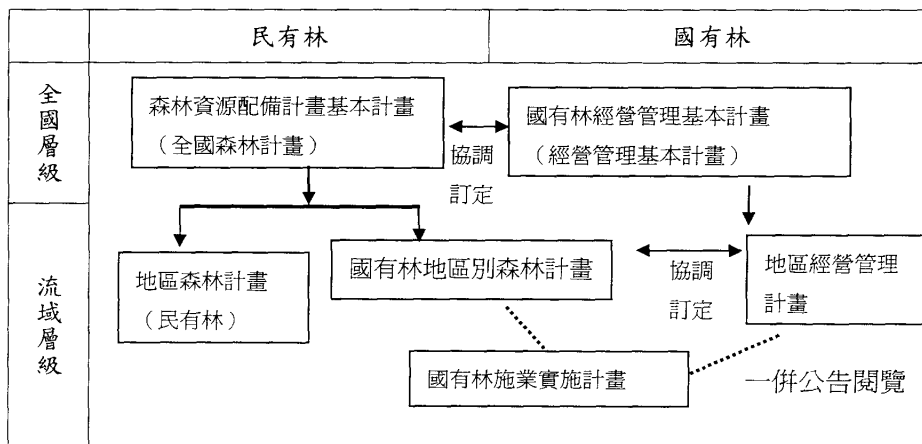 民有林
國有林
全國層級
森林資源配備計畫基本計畫
（全國森林計畫）
協調
訂定
國有林經營管理基本計畫
（經營管理基本計畫）
流域層級
地區森林計畫
（民有林）
國有林地區別森林計畫
協調
訂定
地區經營管理
計畫
國有林施業實施計畫
一併公告閱覽